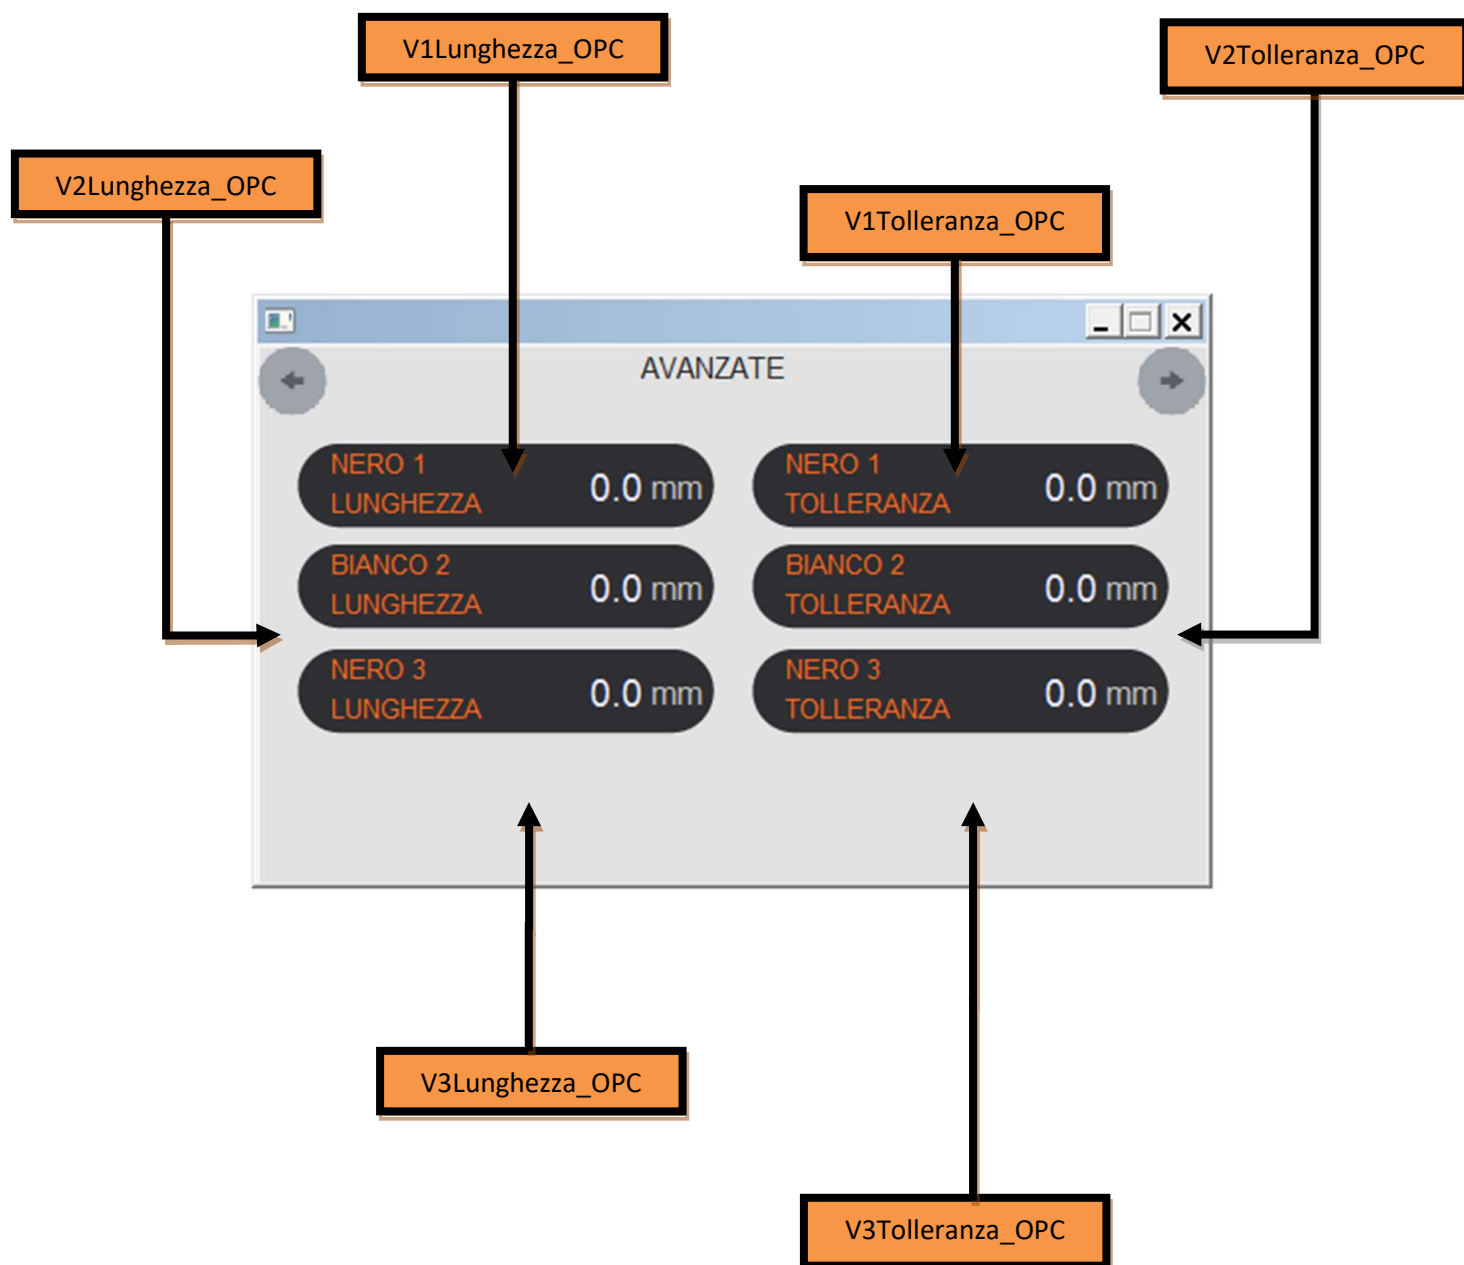 V1Lunghezza_OPC
V2Tolleranza_OPC
V2Lunghezza_OPC
V1Tolleranza_OPC
AVANZATE
NERO 1
LUNGHEZZA
0.0 mm
NERO 1
TOLLERANZA
0.0 mm
BIANCO 2
LUNGHEZZA
0.0 mm
BIANCO 2
TOLLERANZA
0.0 mm
NERO 3
LUNGHEZZA
0.0 mm
NERO 3
TOLLERANZA
0.0 mm
V3Lunghezza_OPC
V3Tolleranza_OPC